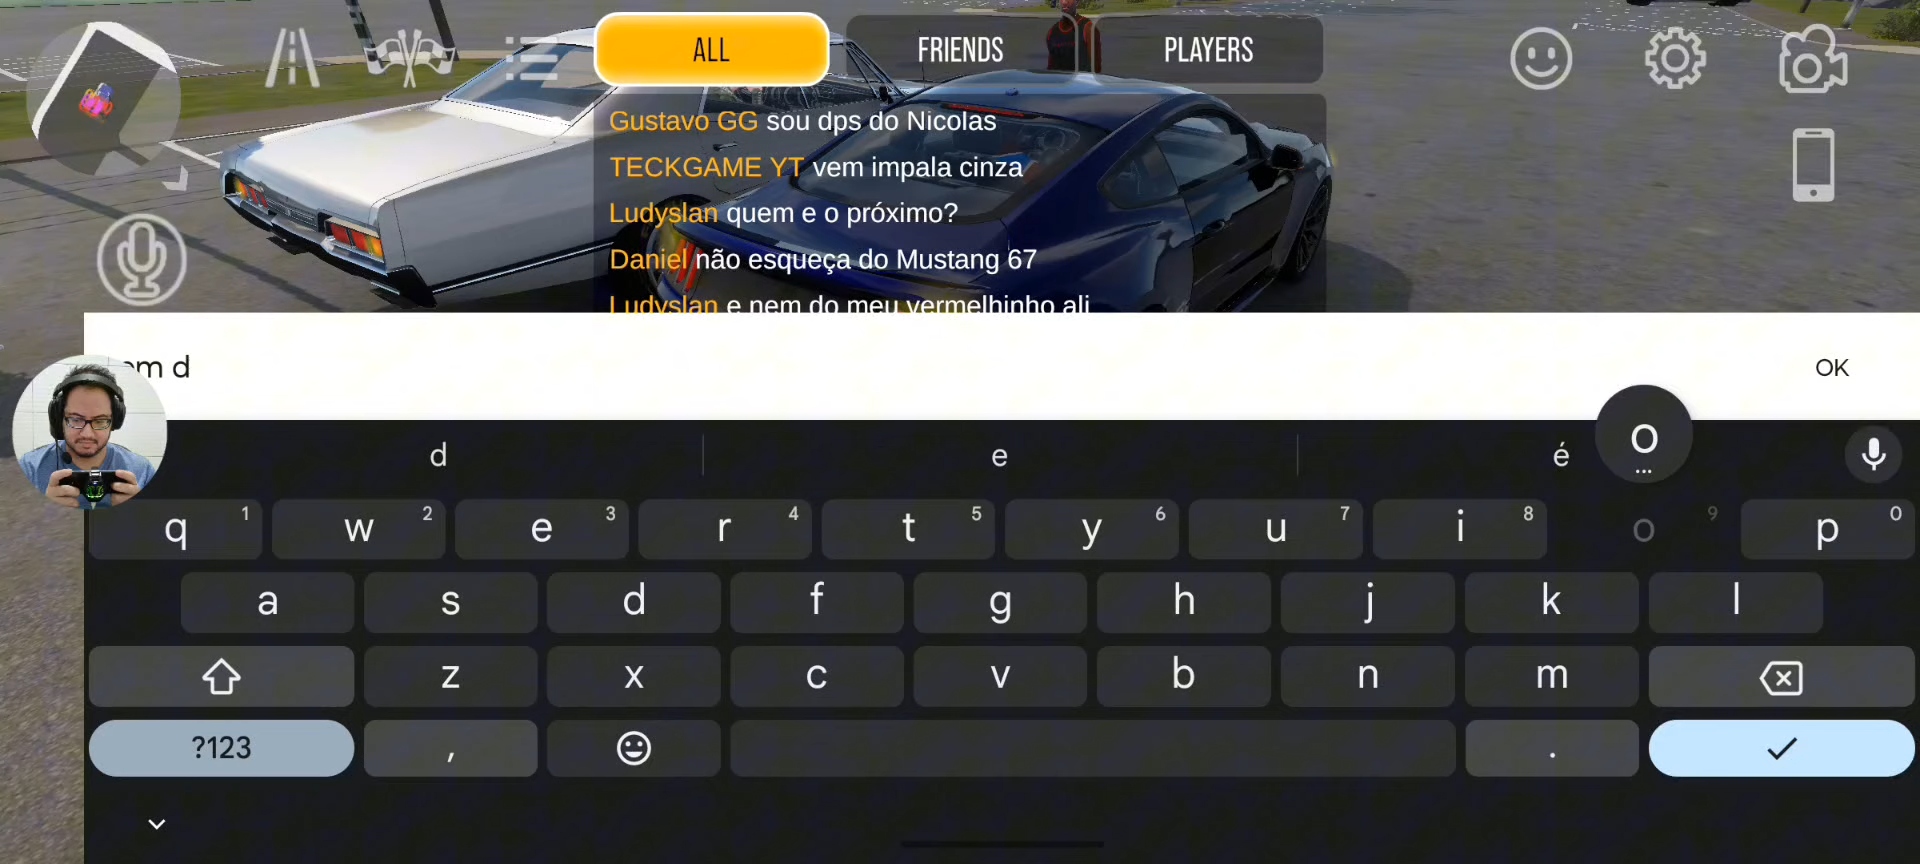 ALL
FRIENDS
PLAYERS
Gustavo GG sou dps do Nicolas
TECKGAME YT vem impala cinza
Ludyslan quem e o próximo?
Daniel não esqueça do Mustang 67
Ludyslan e nem do meu vermelhinho ali
em d
OK
d e é
o
...
q 1 w 2 e 3 r 4 t 5 y 6 u 7 i 8 o 9 p 0
a s d f g h j k l
z x c v b n m
?123 , .